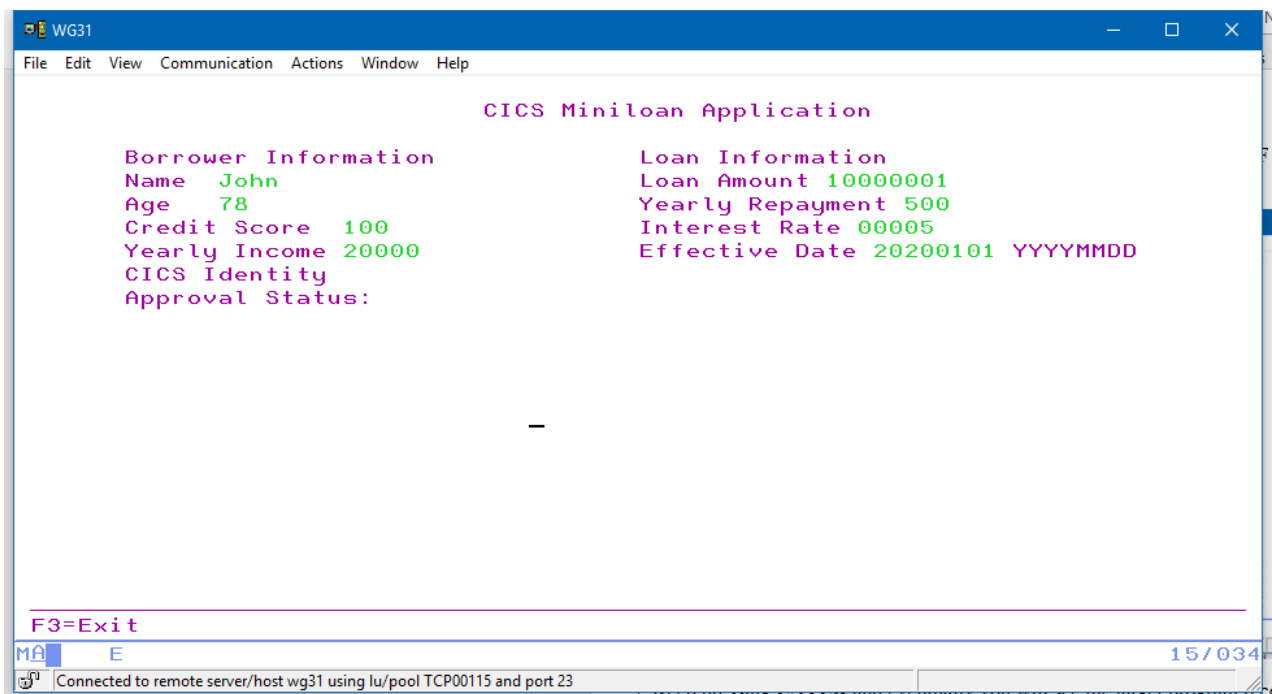 WG31
File Edit View Communication Actions Window Help
CICS Miniloan Application
Borrower Information Loan Information
Name John Loan Amount 10000001
Age 78 Yearly Repayment 500
Credit Score 100 Interest Rate 00005
Yearly Income 20000 Effective Date 20200101 YYYYMMDD
CICS Identity
Approval Status:
F3=Exit
MA E 15/034
Connected to remote server/host wg31 using lu/pool TCP00115 and port 23